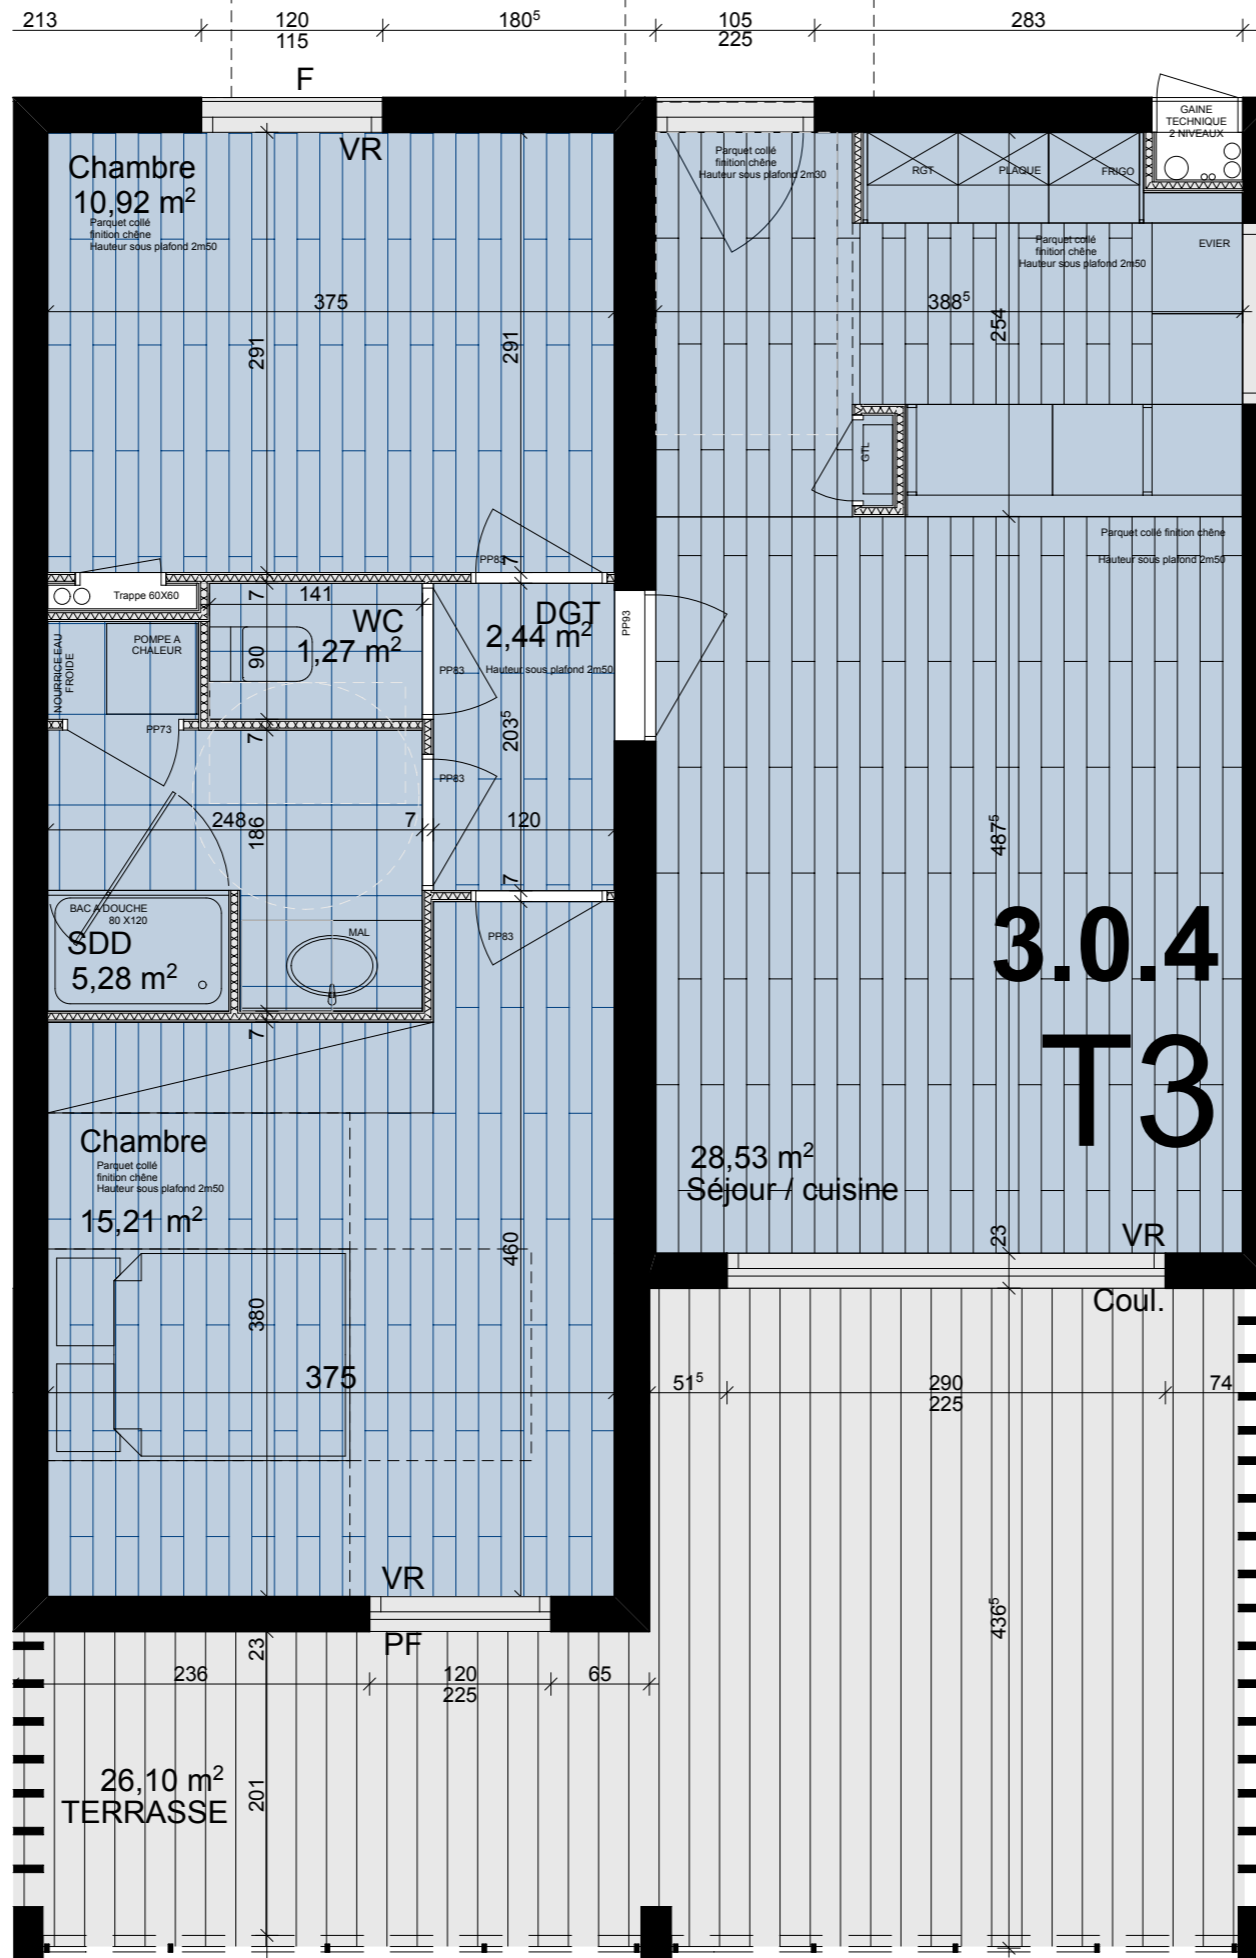 213
120
115
180⁵
105
225
283
F
VR
GAINE
TECHNIQUE
2 NIVEAUX
Chambre
10,92 m²
Parquet collé
finition chêne
Hauteur sous plafond 2m50
Parquet collé
finition chêne
Hauteur sous plafond 2m30
RGT
PLAQUE
FRIGO
Parquet collé
finition chêne
Hauteur sous plafond 2m50
EVIER
375
388⁵
291
291
254
GTL
Parquet collé finition chêne
Hauteur sous plafond 2m50
PP83
7
Trappe 60X60
7
141
WC
1,27 m²
DGT
2,44 m²
Hauteur sous plafond 2m50
PP93
NOURRICE EAU
FROIDE
POMPE A
CHALEUR
90
PP83
PP73
7
203⁵
PP83
248
186
7
120
487⁵
7
BAC A DOUCHE
80 X120
SDD
5,28 m²
MAL
PP83
3.0.4
T3
7
Chambre
Parquet collé
finition chêne
Hauteur sous plafond 2m50
15,21 m²
28,53 m²
Séjour / cuisine
460
23
VR
Coul.
380
375
51⁵
290
225
74
VR
PF
23
236
120
225
65
436⁵
26,10 m²
TERRASSE
201